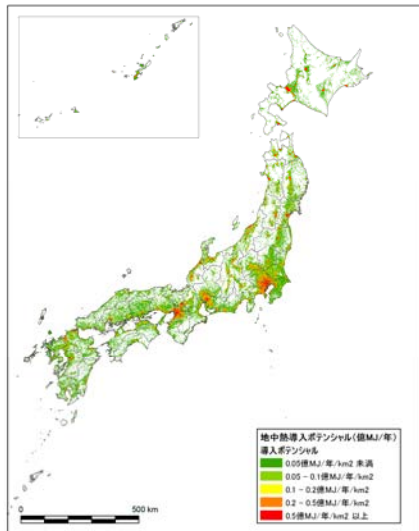 地中熱導入ポテンシャル(億MJ/年)
導入ポテンシャル
0.05億MJ/年/km2 未満
0.05 - 0.1億MJ/年/km2
0.1 - 0.2億MJ/年/km2
0.2 - 0.5億MJ/年/km2
0.5億MJ/年/km2 以上
0
500 km